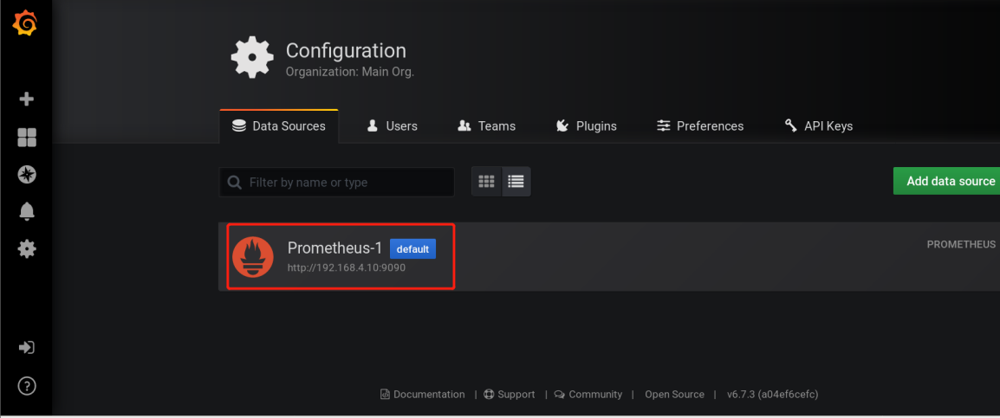 Configuration
Organization: Main Org.
Data Sources Users Teams Plugins Preferences API Keys
Filter by name or type Add data source
Prometheus-1 default PROMETHEUS
http://192.168.4.10:9090
Documentation | Support | Community | Open Source | v6.7.3 (a04ef6cefc)